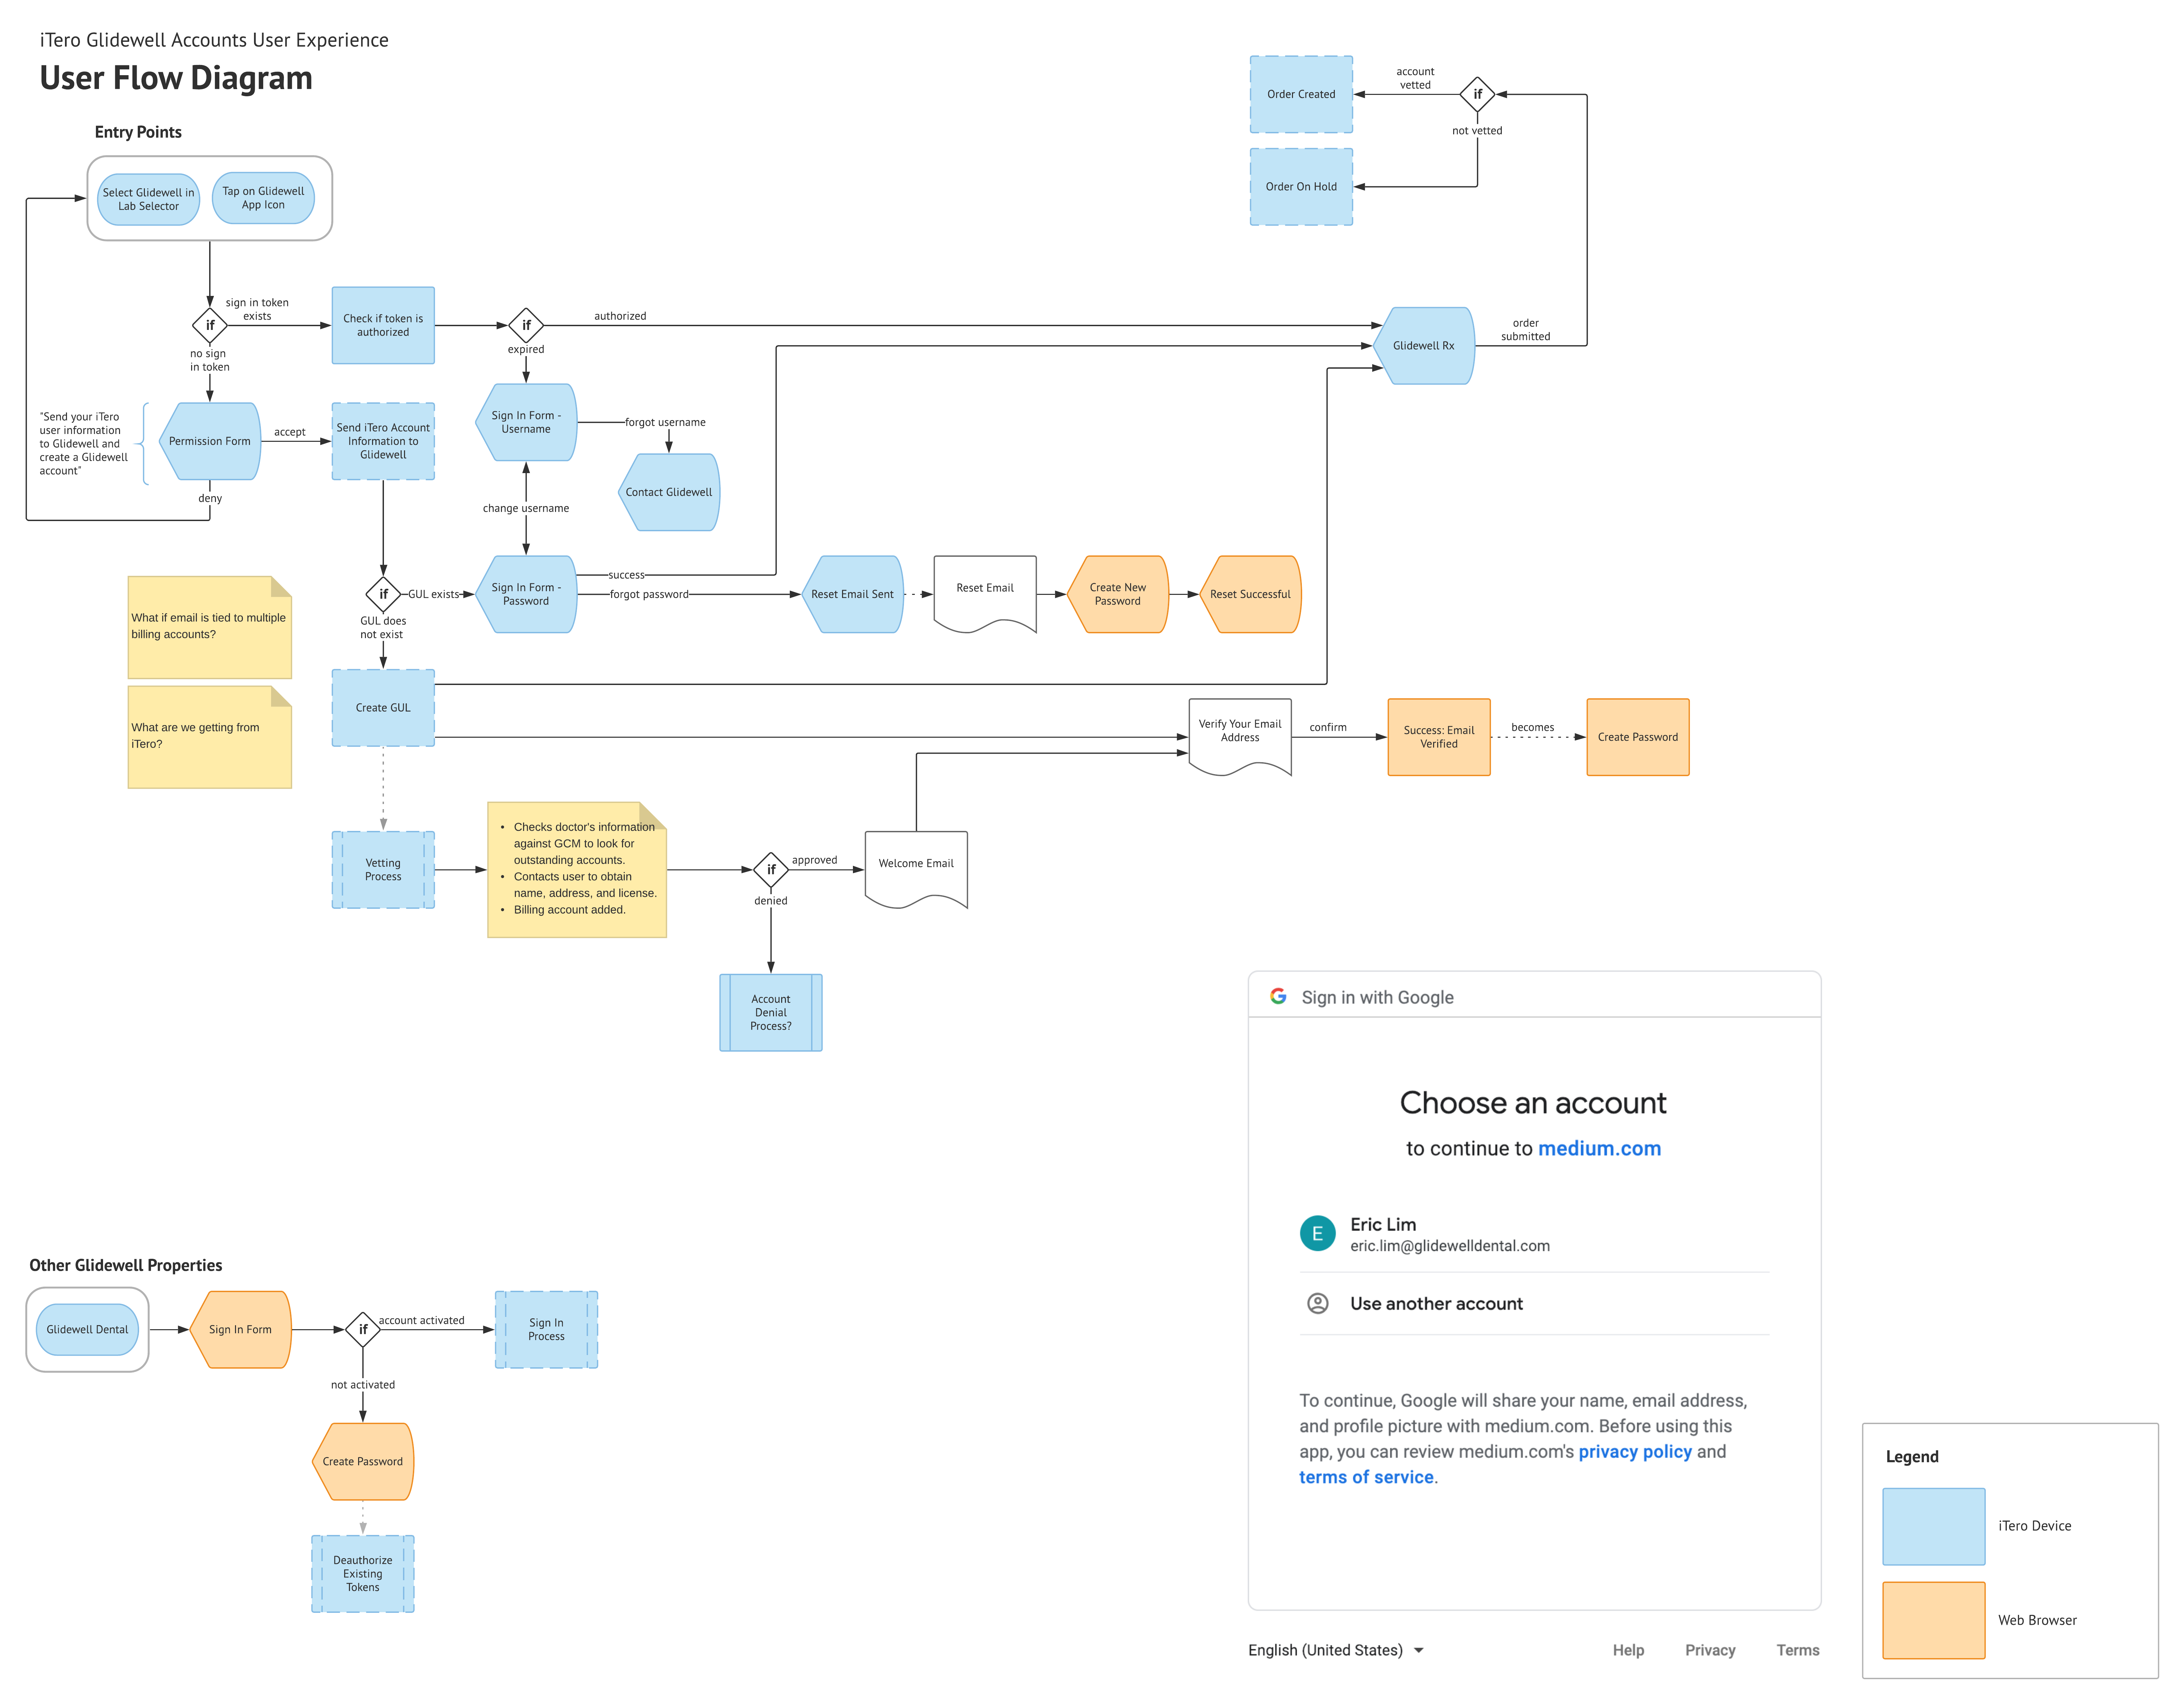 iTero Glidewell Accounts User Experience
User Flow Diagram
Entry Points
Select Glidewell in
Lab Selector
Tap on Glidewell
App Icon
sign in token
exists
if
no sign
in token
Check if token is
authorized
if
authorized
expired
Glidewell Rx
order
submitted
if
account
vetted
not vetted
Order Created
Order On Hold
"Send your iTero
user information
to Glidewell and
create a Glidewell
account"
Permission Form
accept
deny
Send iTero Account
Information to
Glidewell
Sign In Form -
Username
forgot username
Contact Glidewell
change username
if
GUL exists
GUL does
not exist
Sign In Form -
Password
success
forgot password
Reset Email Sent
Reset Email
Create New
Password
Reset Successful
What if email is tied to multiple
billing accounts?
What are we getting from
iTero?
Create GUL
Verify Your Email
Address
confirm
Success: Email
Verified
becomes
Create Password
Vetting
Process
• Checks doctor's information
against GCM to look for
outstanding accounts.
• Contacts user to obtain
name, address, and license.
• Billing account added.
if
approved
denied
Welcome Email
Account
Denial
Process?
G Sign in with Google
Choose an account
to continue to medium.com
E
Eric Lim
eric.lim@glidewelldental.com
Use another account
To continue, Google will share your name, email address,
and profile picture with medium.com. Before using this
app, you can review medium.com's privacy policy and
terms of service.
English (United States)
Help
Privacy
Terms
Other Glidewell Properties
Glidewell Dental
Sign In Form
if
account activated
not activated
Sign In
Process
Create Password
Deauthorize
Existing
Tokens
Legend
iTero Device
Web Browser